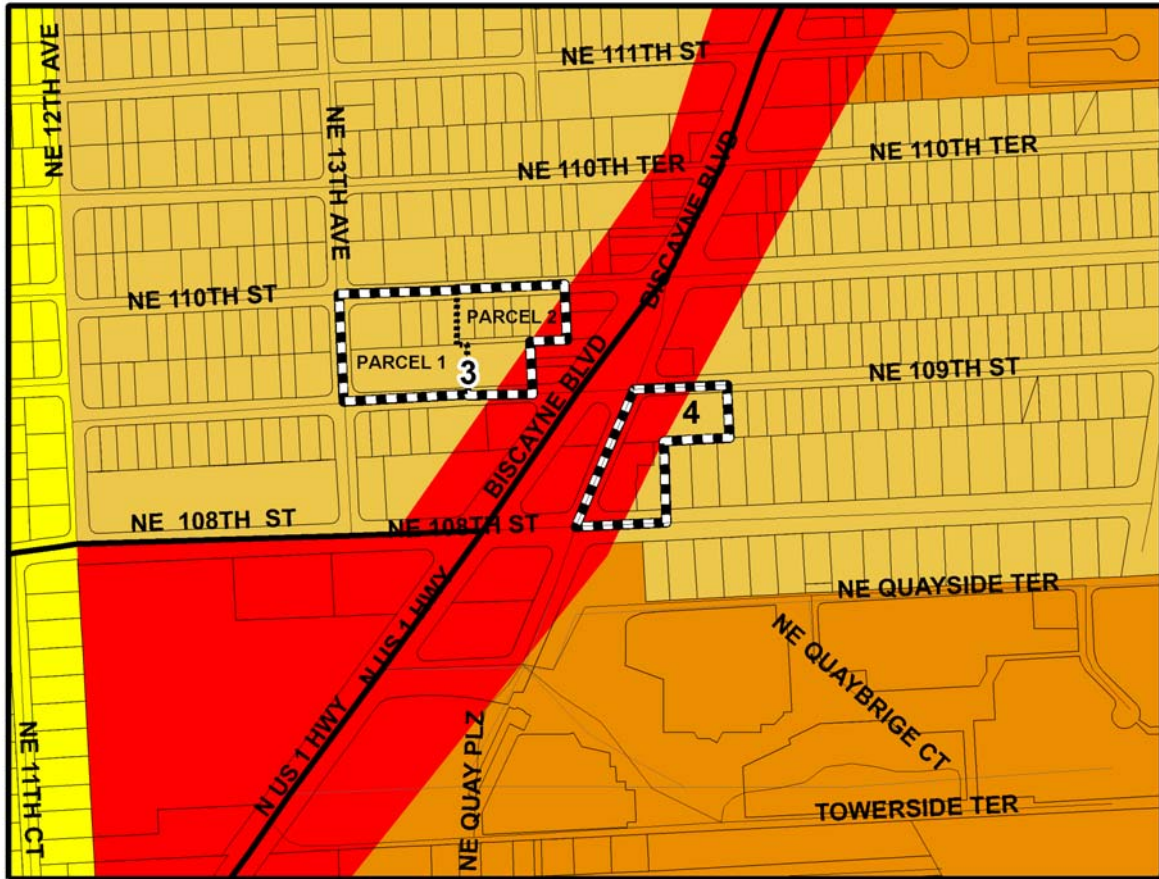 NE 12TH AVE
NE 111TH ST
NE 13TH AVE
NE 110TH TER
NE 110TH TER
BISCAYNE BLVD
NE 110TH ST
PARCEL 2
PARCEL 1
3
BISCAYNE BLVD
NE 109TH ST
4
NE 108TH ST
NE 108TH ST
N US 1 HWY
NE QUAYSIDE TER
NE QUAYBRIGE CT
N US 1 HWY
NE 11TH CT
NE QUAY PLZ
TOWERSIDE TER